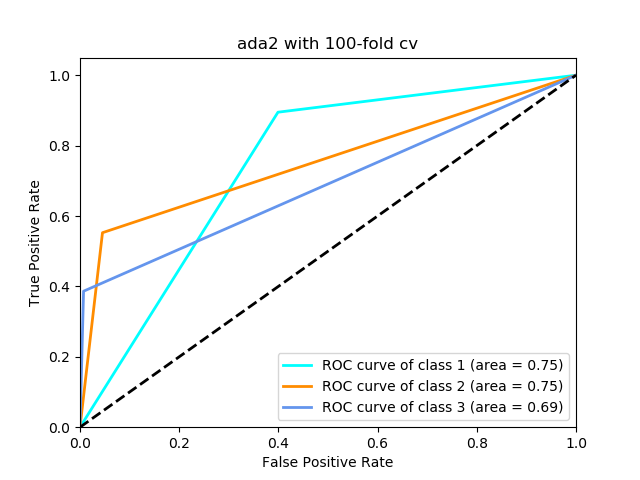 ada2 with 100-fold cv
1.0
0.8
0.6
0.4
0.2
0.0
True Positive Rate
ROC curve of class 1 (area = 0.75)
ROC curve of class 2 (area = 0.75)
ROC curve of class 3 (area = 0.69)
0.0 0.2 0.4 0.6 0.8 1.0
False Positive Rate